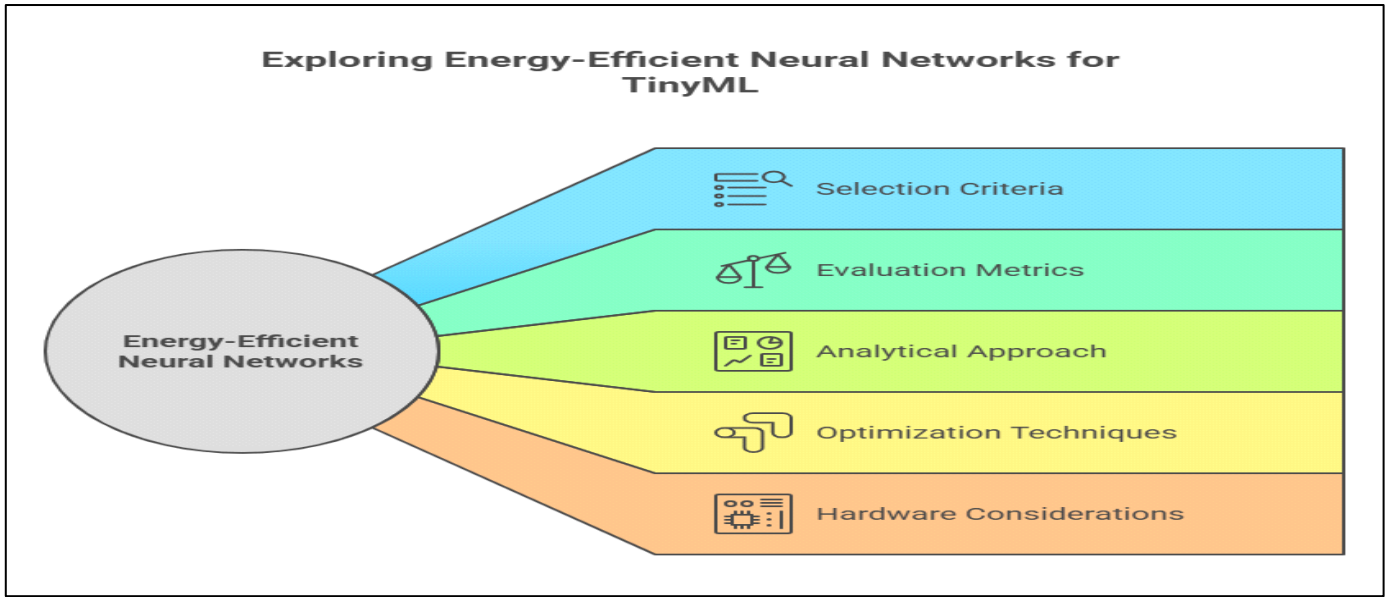 Exploring Energy-Efficient Neural Networks for
TinyML
Energy-Efficient
Neural Networks
Selection Criteria
Evaluation Metrics
Analytical Approach
Optimization Techniques
Hardware Considerations